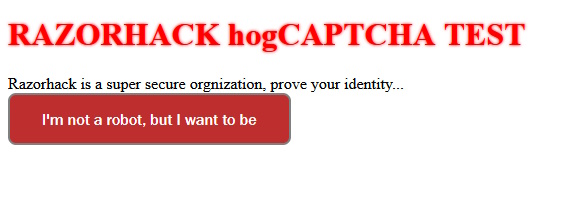 RAZORHACK hogCAPTCHA TEST
Razorhack is a super secure orgnization, prove your identity...
I'm not a robot, but I want to be